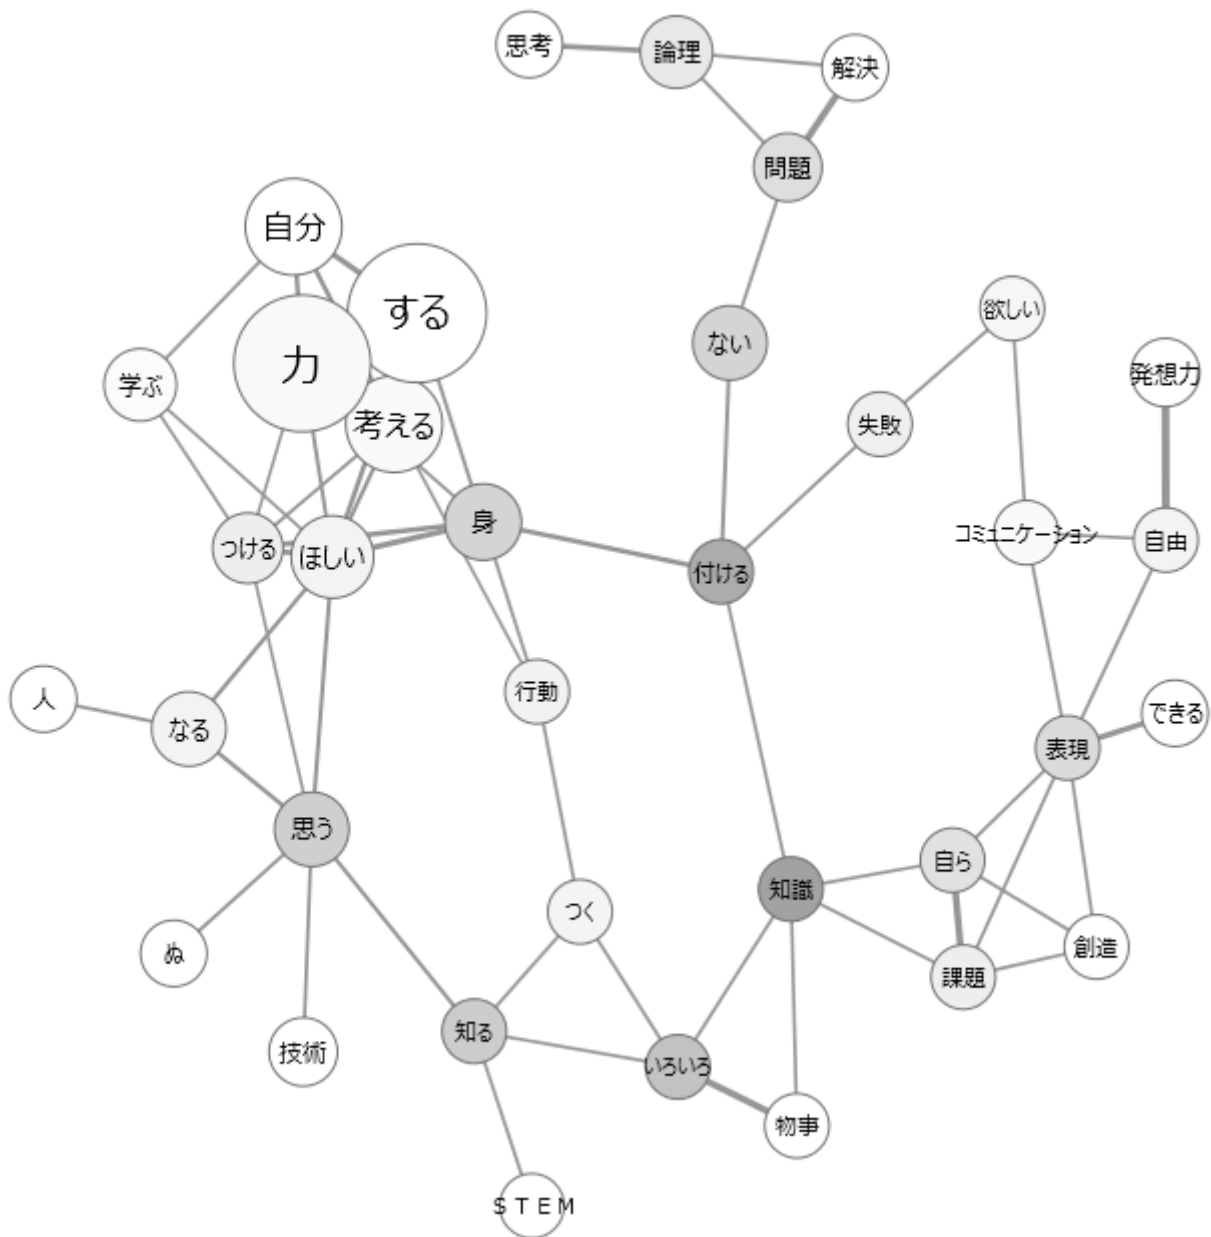 思考
論理
解決
問題
自分
する
力
ない
欲しい
発想力
学ぶ
考える
失敗
身
つける
ほしい
コミュニケーション
自由
付ける
人
なる
行動
できる
表現
思う
自ら
知識
つく
創造
ぬ
課題
技術
知る
いろいろ
物事
ＳＴＥＭ